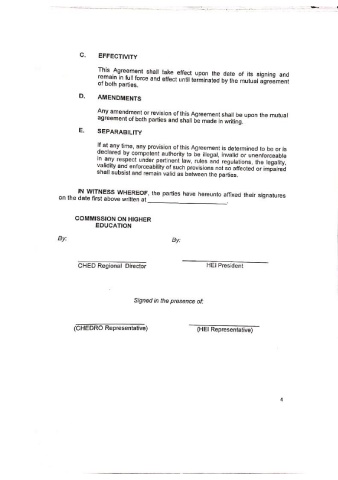 C. EFFECTIVITY
This Agreement shall take effect upon the date of its signing and
remain in full force and effect until terminated by the mutual agreement
of both parties.
D. AMENDMENTS
Any amendment or revision of this Agreement shall be upon the mutual
agreement of both parties and shall be made in writing.
E. SEPARABILITY
If at any time, any provision of this Agreement is determined to be or is
declared by competent authority to be illegal, invalid or unenforceable
in any respect under pertinent law, rules and regulations, the legality,
validity and enforceability of such provisions not so affected or impaired
shall subsist and remain valid as between the parties.
IN WITNESS WHEREOF, the parties have hereunto affixed their signatures
on the date first above written at ______________________.
COMMISSION ON HIGHER
EDUCATION
By: By:
CHED Regional Director HEI President
Signed in the presence of:
(CHEDRO Representative) (HEI Representative)
4